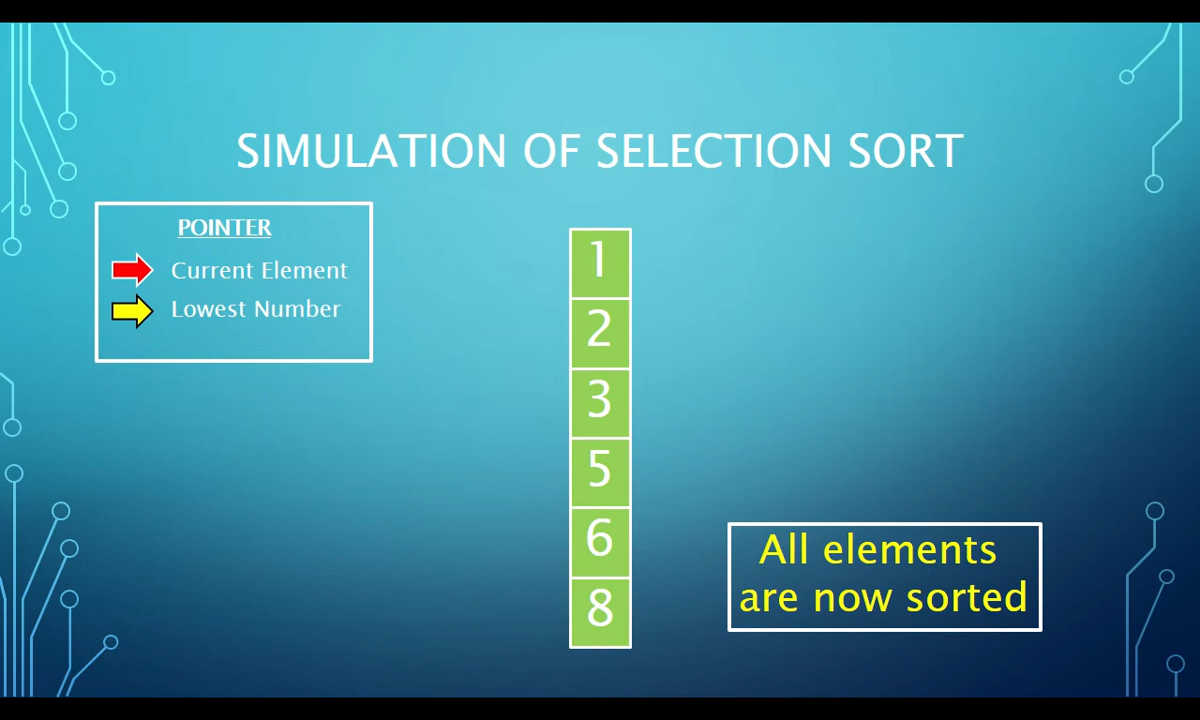 SIMULATION OF SELECTION SORT
POINTER
Current Element
Lowest Number
1
2
3
5
6
8
All elements
are now sorted